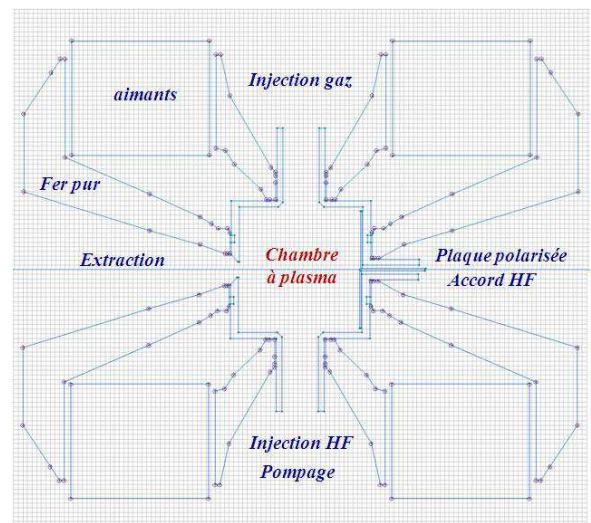 Injection gaz
aimants
Fer pur
Extraction
Chambre
à plasma
Plaque polarisée
Accord HF
Injection HF
Pompage